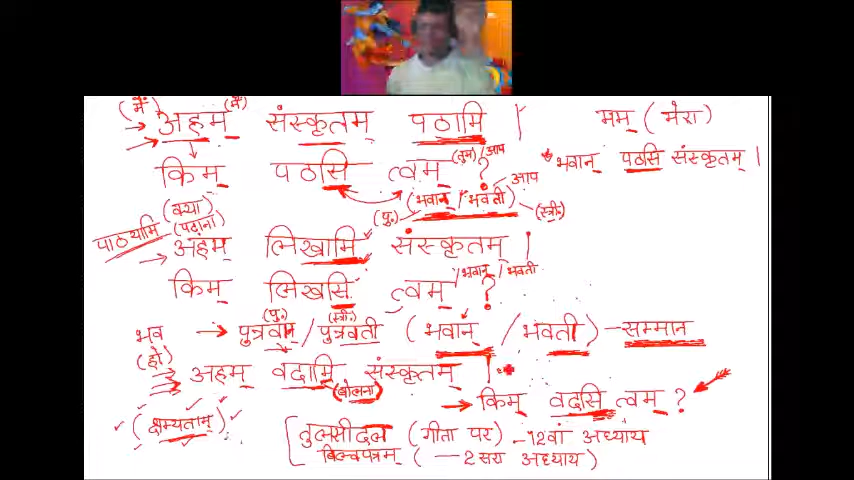 (मैं) अहम् (मैं) संस्कृतम् पठामि | मम् (मेरा)
किम् पठसि त्वम् (तुम) / आप ? भवान् पठसि संस्कृतम् |
(क्या) (पु.) (भवान् / भवती) आप (स्त्री.)
पाठयामि (पढ़ाना) अहम् लिखामि संस्कृतम् |
किम् लिखसि त्वम् / भवान् / भवती ?
भव (हो) → पुत्रवान (पु.) / पुत्रवती (स्त्री.) (भवान् / भवती) – सम्मान
अहम् वदामि संस्कृतम् |
(बोलना) किम् वदसि त्वम् ?
(क्षम्यताम्) तुलसीदल (गीता पर) – 12वां अध्याय
बिल्वपत्रम् ( — 2सरा अध्याय )